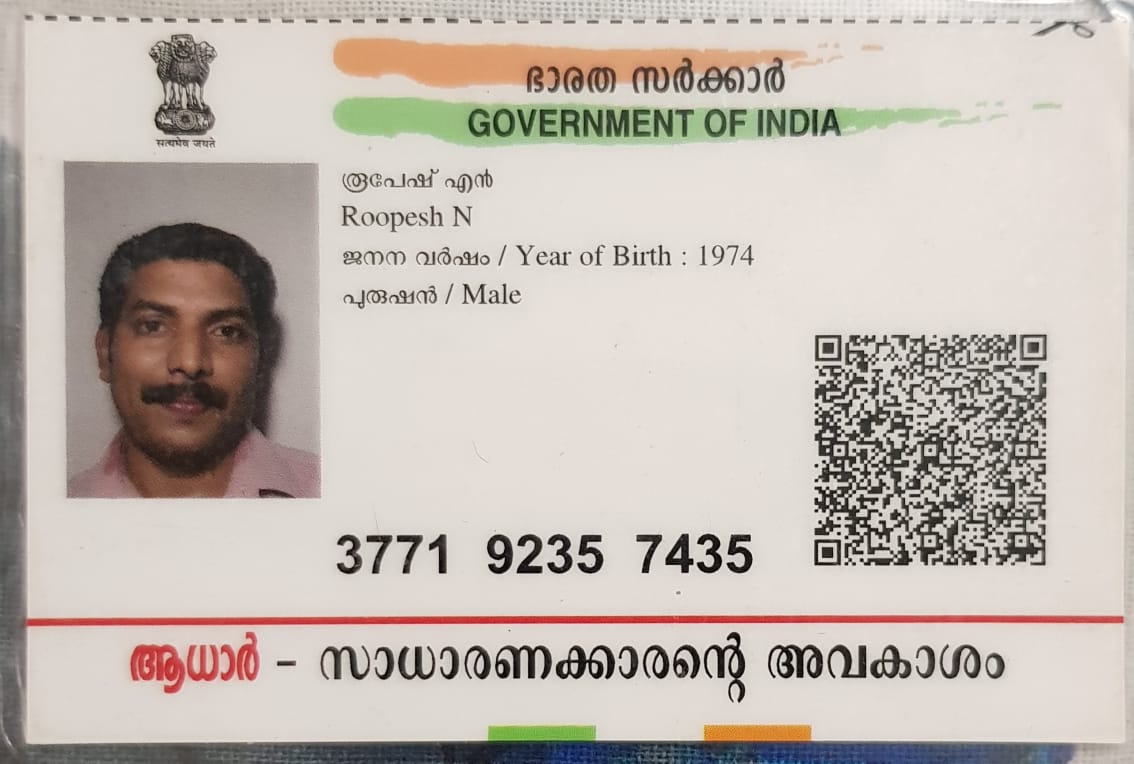 भारत സർക്കാർ
GOVERNMENT OF INDIA
सत्यमेव जयते
രൂപേഷ് എൻ
Roopesh N
ജനന വർഷം / Year of Birth : 1974
പുരുഷൻ / Male
3771 9235 7435
ആധാർ – സാധാരണക്കാരന്റെ അവകാശം